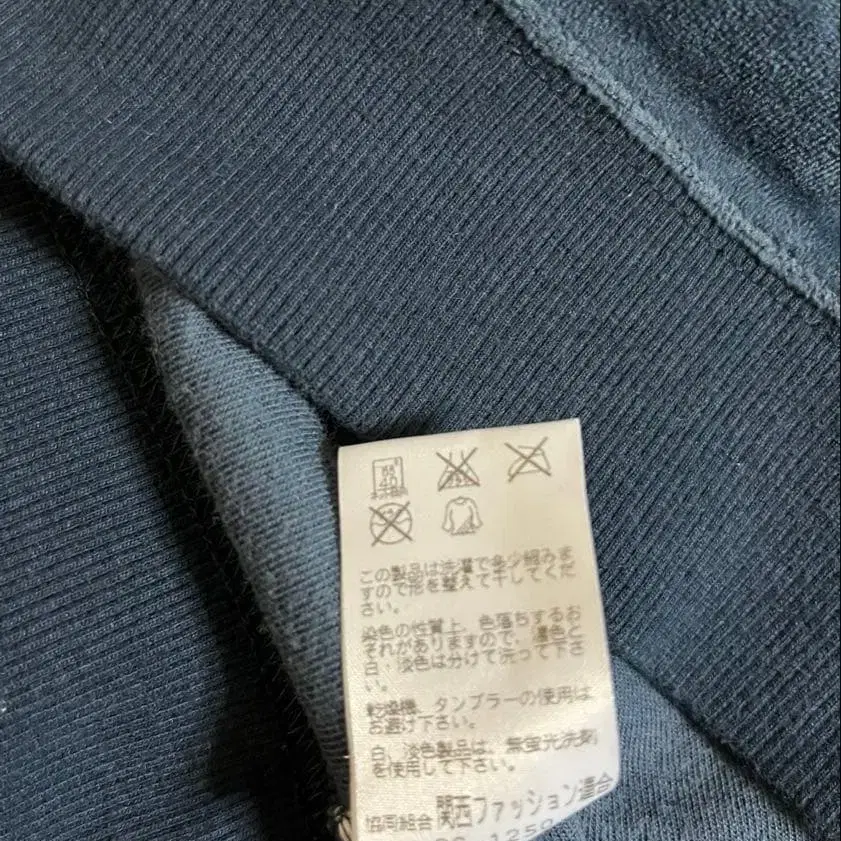 40
この製品は洗濯で多少縮みま
すので形を整えて干してくだ
さい。
染色の性質上、色落ちするお
それがありますので、濃色と
白・淡色は分けて洗って下さ
い。
乾燥機、タンブラーの使用は
お避け下さい。
白、淡色製品は、無蛍光洗剤
を使用して下さい。
協同組合 関西ファッション連合
1250